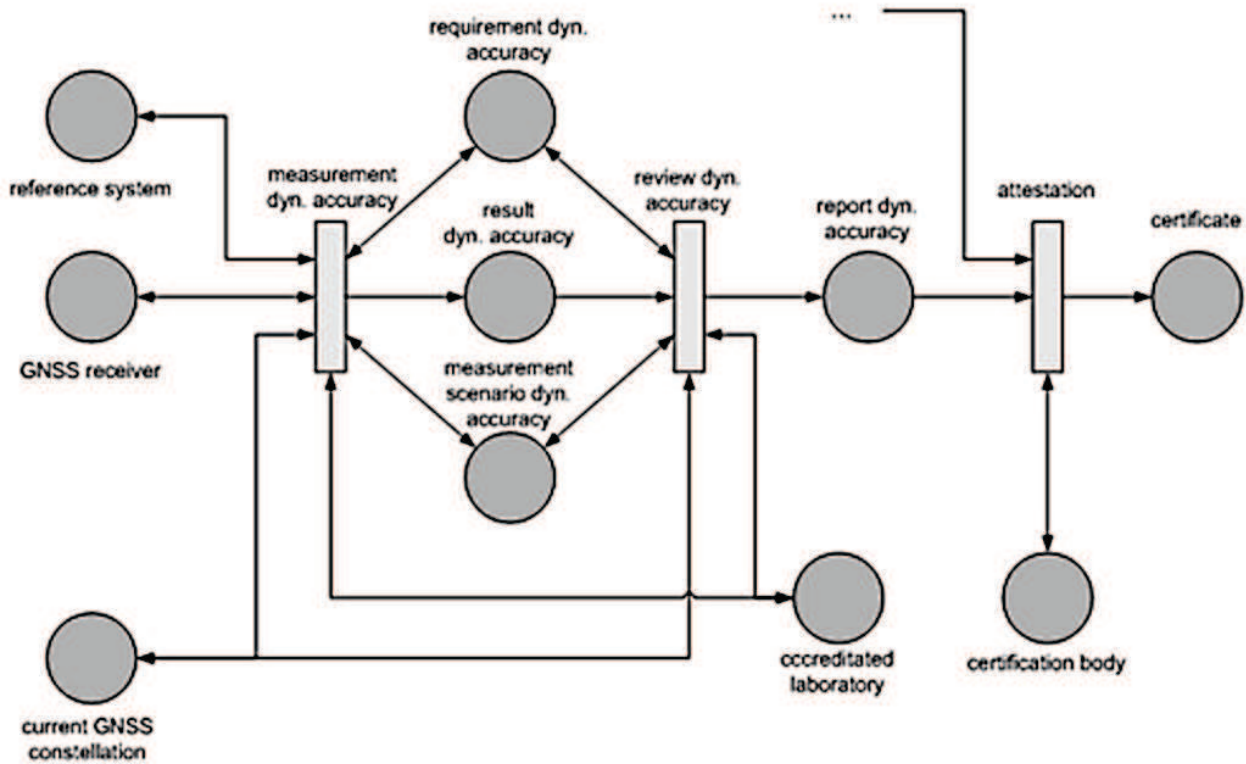 ...
requirement dyn.
accuracy
reference system
measurement
dyn. accuracy
result
dyn. accuracy
review dyn.
accuracy
report dyn.
accuracy
attestation
certificate
GNSS receiver
measurement
scenario dyn.
accuracy
cccreditated
laboratory
certification body
current GNSS
constellation